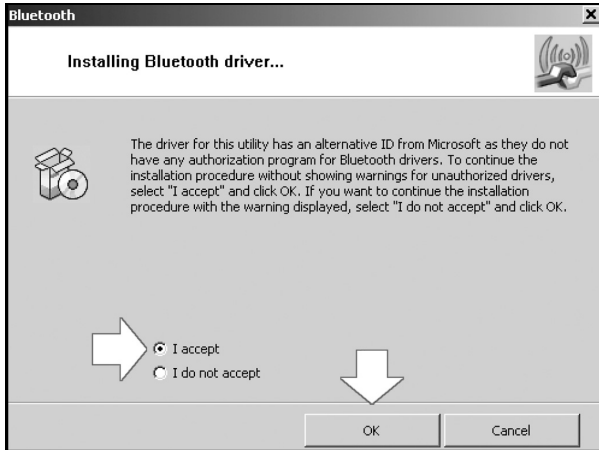 Bluetooth
Installing Bluetooth driver...
The driver for this utility has an alternative ID from Microsoft as they do not
have any authorization program for Bluetooth drivers. To continue the
installation procedure without showing warnings for unauthorized drivers,
select "I accept" and click OK. If you want to continue the installation
procedure with the warning displayed, select "I do not accept" and click OK.
I accept
I do not accept
OK
Cancel